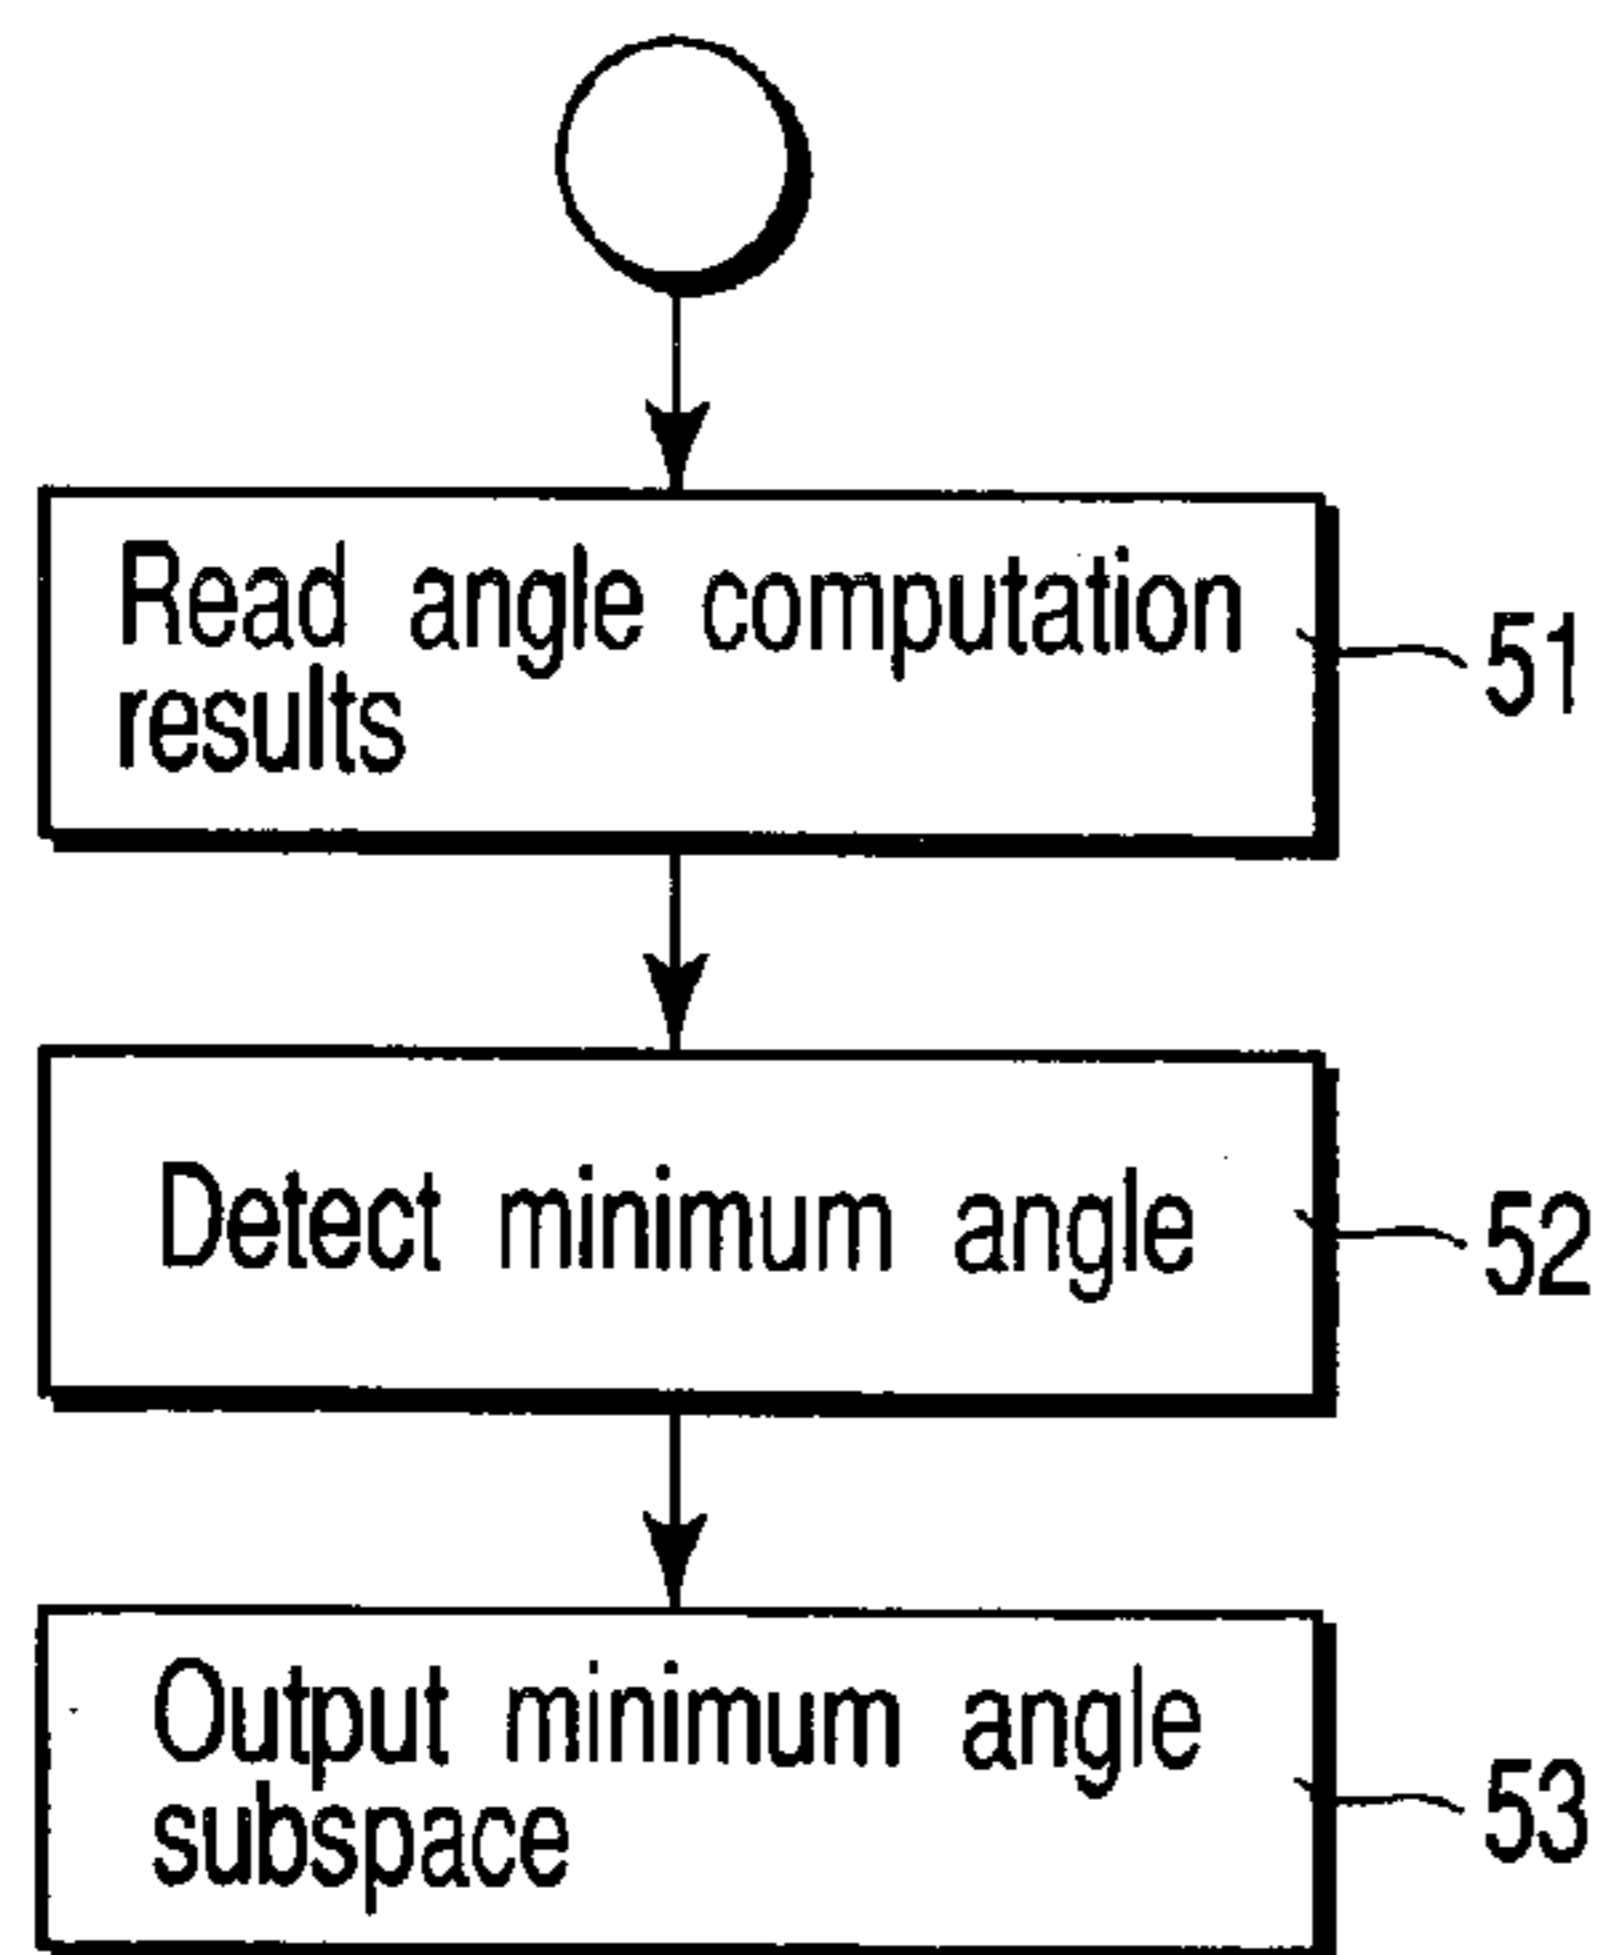 Read angle computation
results
51
Detect minimum angle
52
Output minimum angle
subspace
53